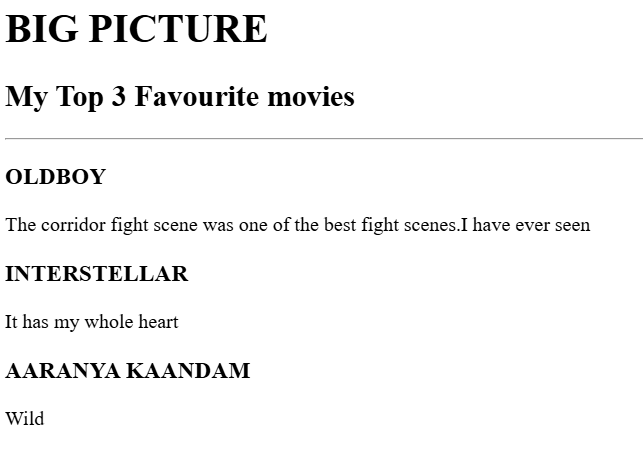 BIG PICTURE
My Top 3 Favourite movies
OLDBOY
The corridor fight scene was one of the best fight scenes.I have ever seen
INTERSTELLAR
It has my whole heart
AARANYA KAANDAM
Wild